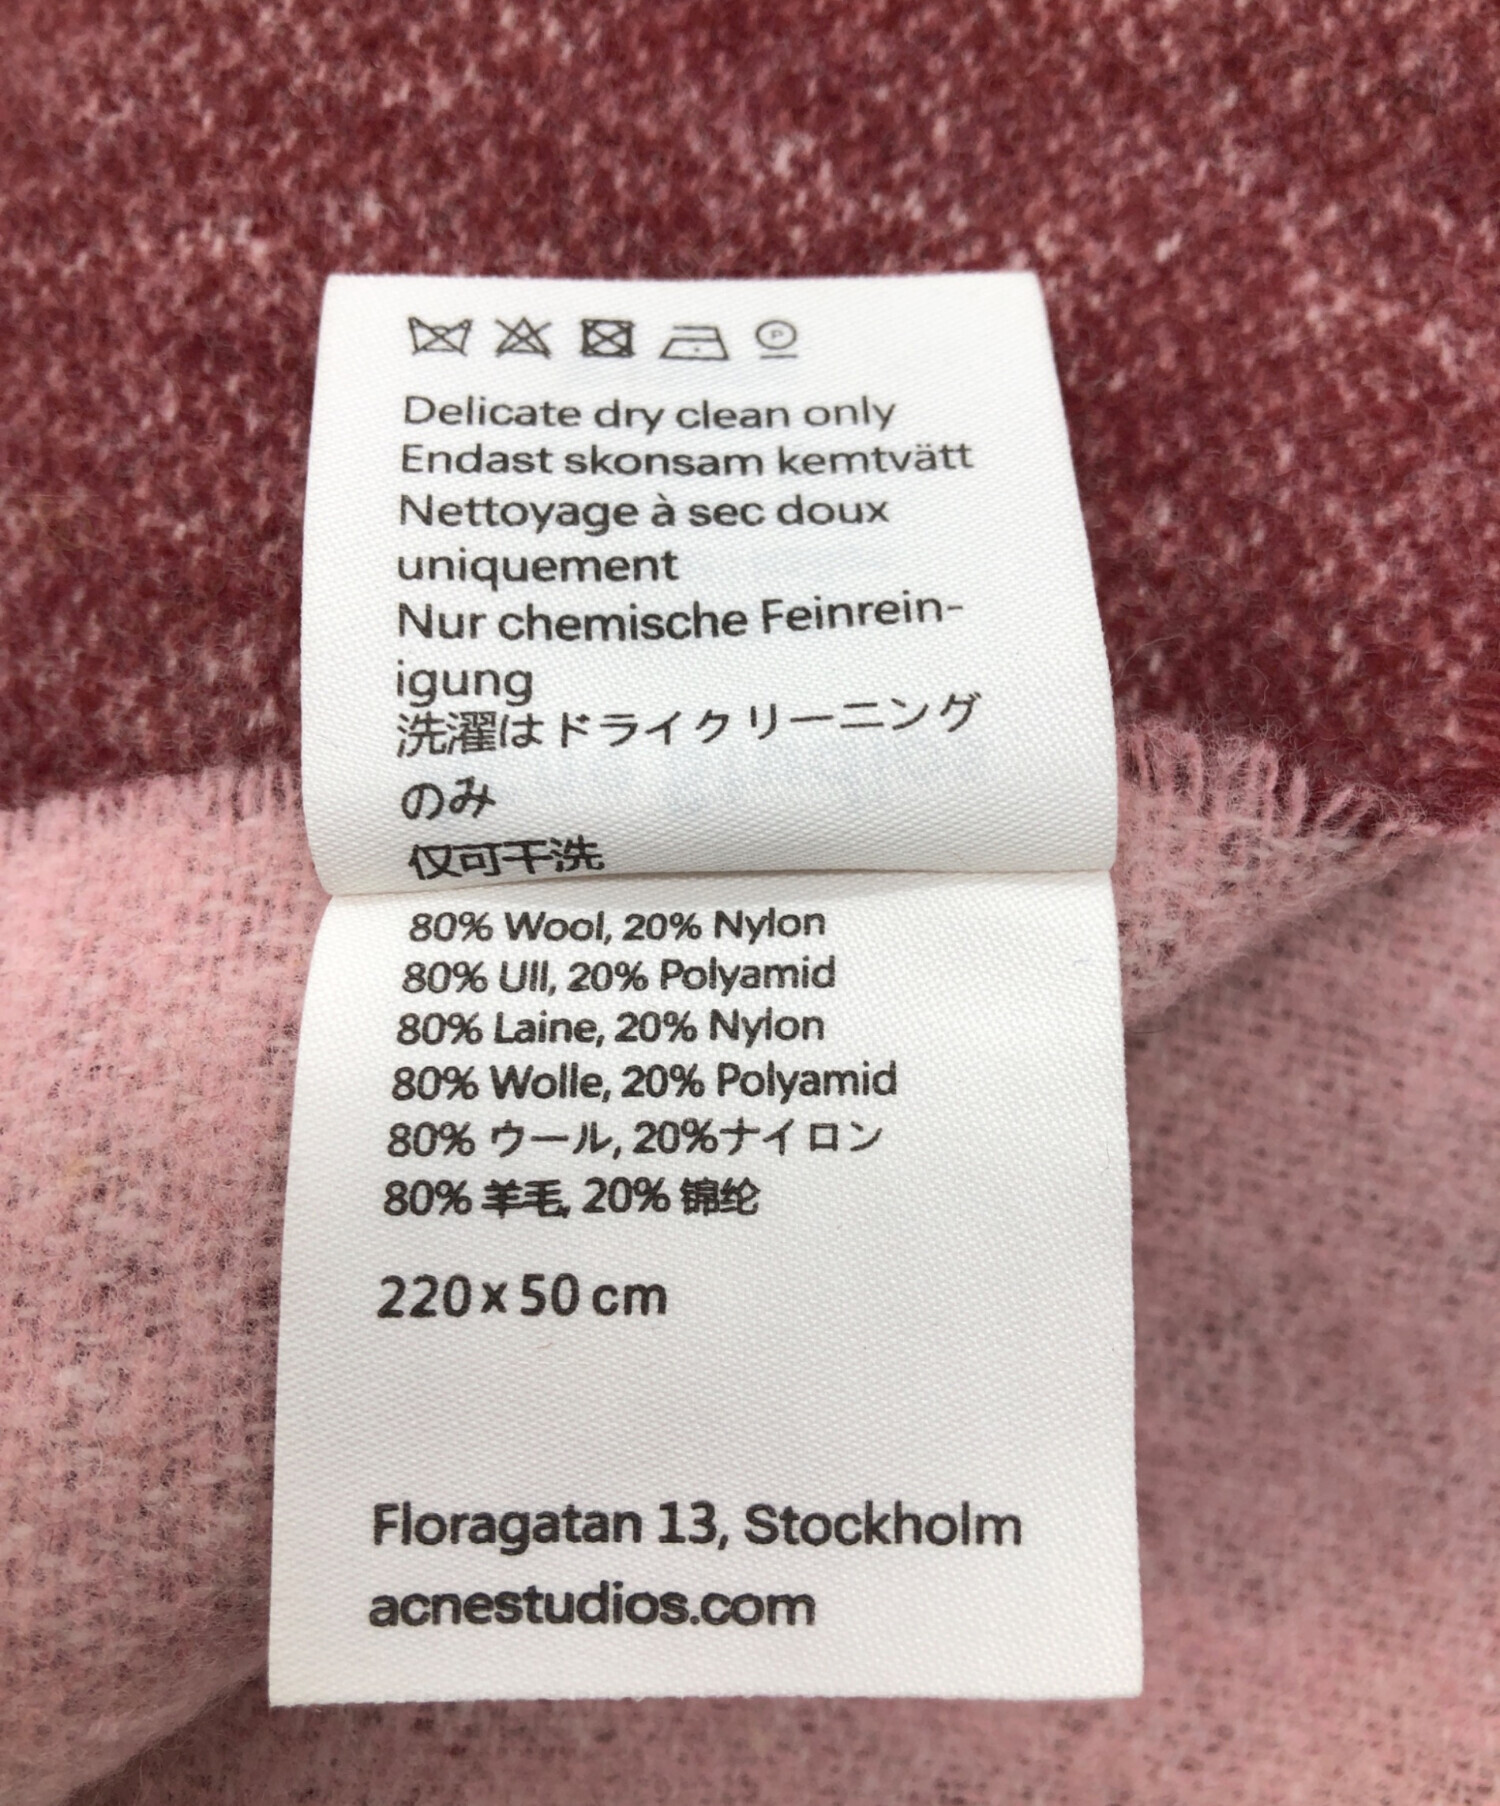 P
Delicate dry clean only
Endast skonsam kemtvätt
Nettoyage à sec doux
uniquement
Nur chemische Feinrein-
igung
洗濯はドライクリーニング
のみ
仅可干洗
80% Wool, 20% Nylon
80% Ull, 20% Polyamid
80% Laine, 20% Nylon
80% Wolle, 20% Polyamid
80% ウール, 20%ナイロン
80% 羊毛, 20% 锦纶
220 x 50 cm
Floragatan 13, Stockholm
acnestudios.com